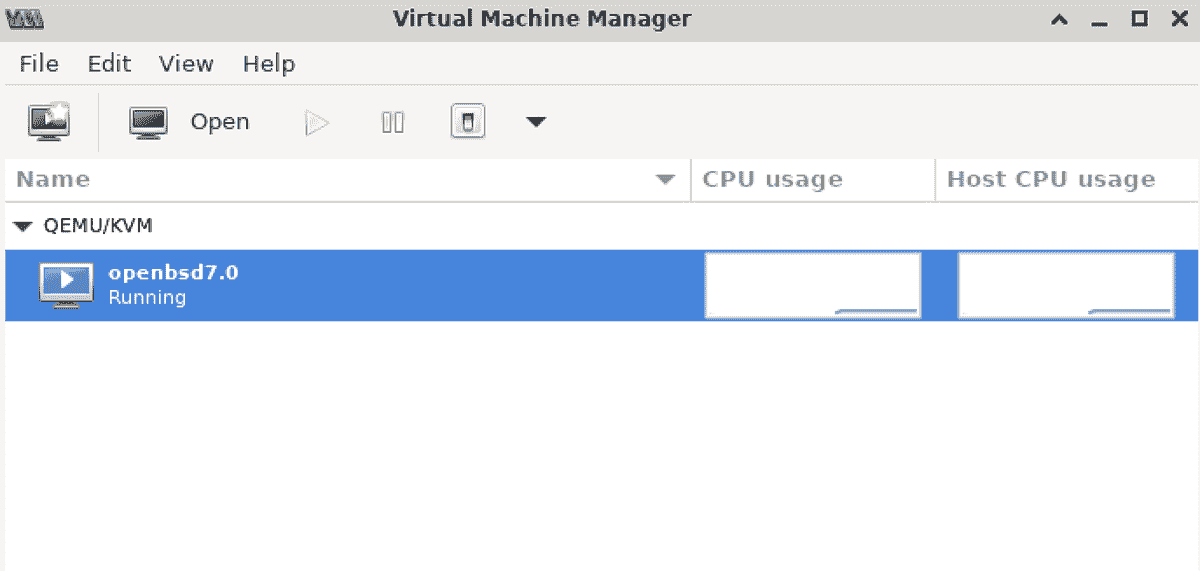 Virtual Machine Manager
File Edit View Help
Open
Name CPU usage Host CPU usage
QEMU/KVM
openbsd7.0
Running